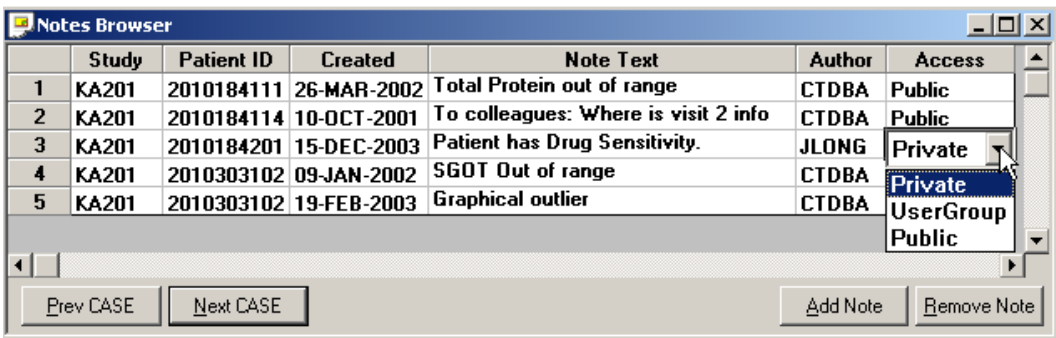 Notes Browser
Study Patient ID Created Note Text Author Access
1 KA201 2010184111 26-MAR-2002 Total Protein out of range CTDBA Public
2 KA201 2010184114 10-OCT-2001 To colleagues: Where is visit 2 info CTDBA Public
3 KA201 2010184201 15-DEC-2003 Patient has Drug Sensitivity. JLONG Private
4 KA201 2010303102 09-JAN-2002 SGOT Out of range CTDBA Private
5 KA201 2010303102 19-FEB-2003 Graphical outlier CTDBA UserGroup
Public
Prev CASE Next CASE Add Note Remove Note